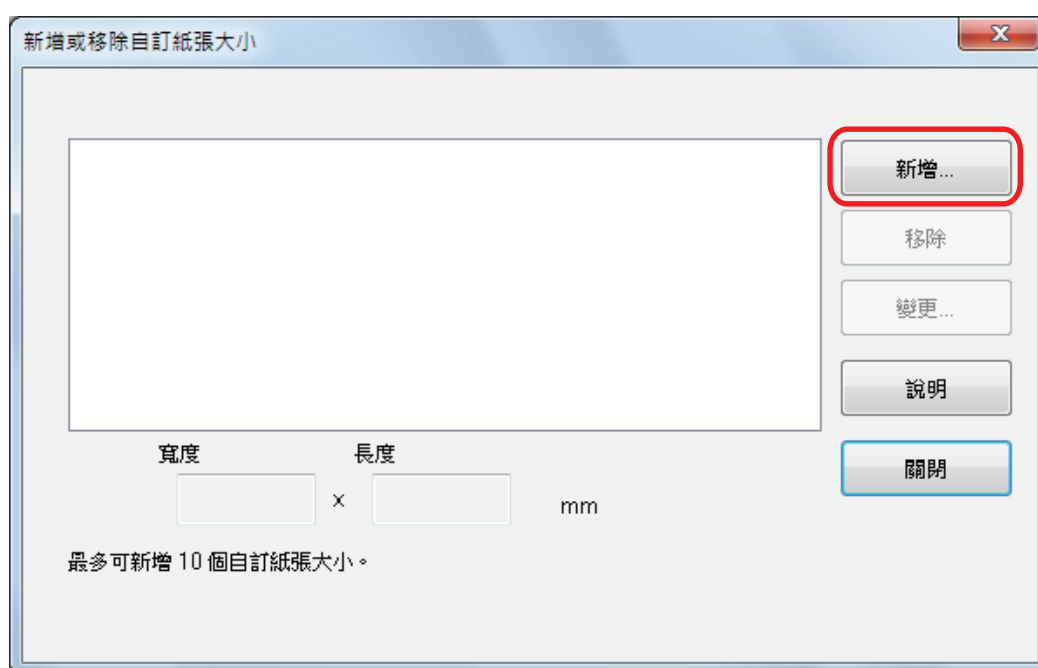 新增或移除自訂紙張大小
新增...
移除
變更...
說明
關閉
寬度 長度
x mm
最多可新增 10 個自訂紙張大小。